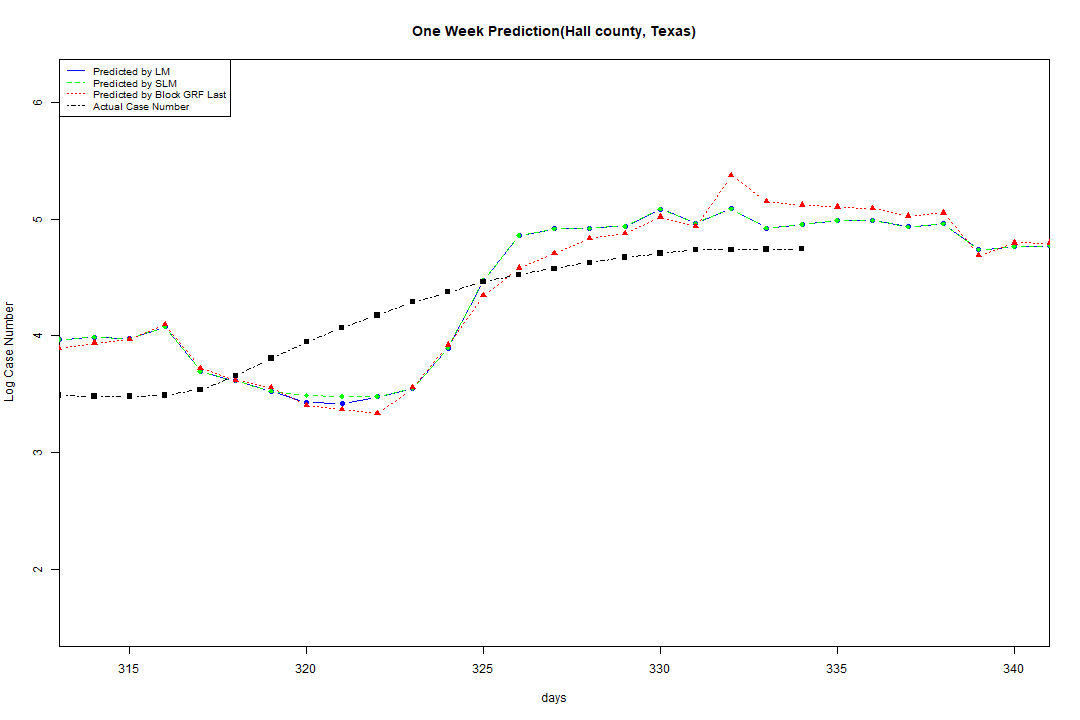 One Week Prediction(Hall county, Texas)
Predicted by LM
Predicted by SLM
Predicted by Block GRF Last
Actual Case Number
6
5
4
3
2
Log Case Number
315 320 325 330 335 340
days